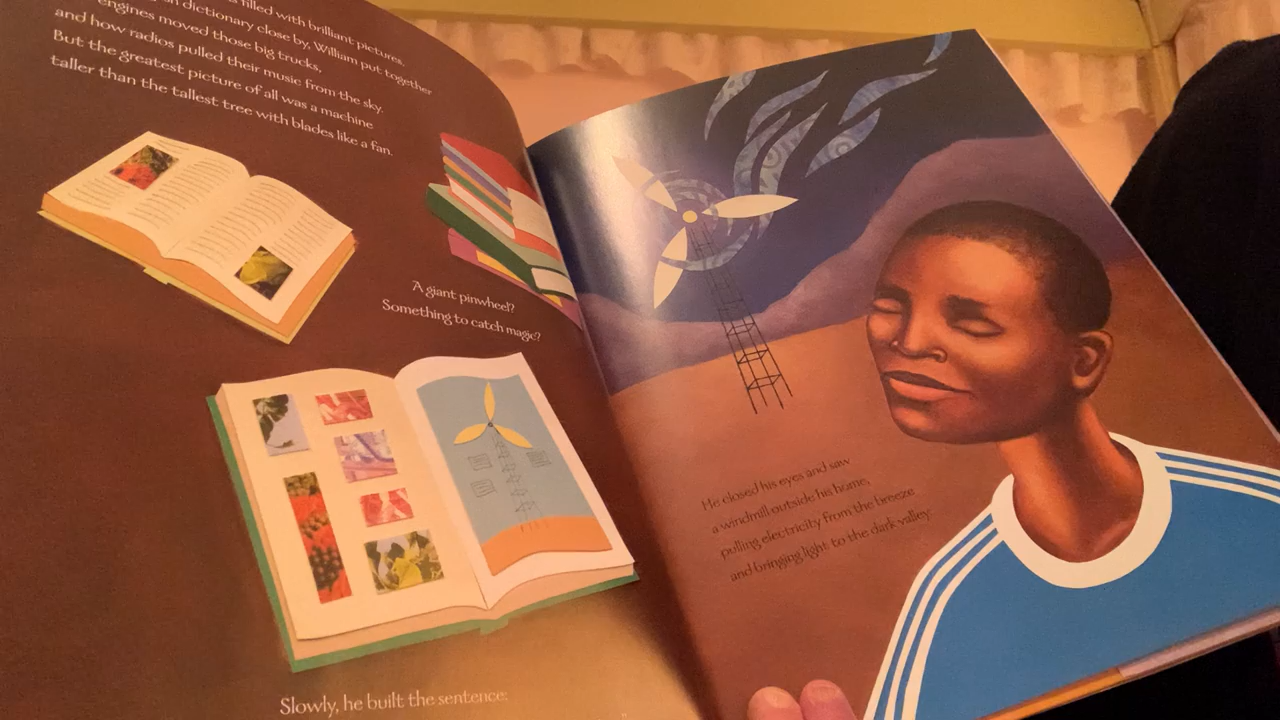 filled with brilliant pictures.
dictionary close by, William put together
engines moved those big trucks,
and how radios pulled their music from the sky.
But the greatest picture of all was a machine
taller than the tallest tree with blades like a fan.
A giant pinwheel?
Something to catch magic?
Slowly, he built the sentence:
He closed his eyes and saw
a windmill outside his home,
pulling electricity from the breeze
and bringing light to the dark valley.